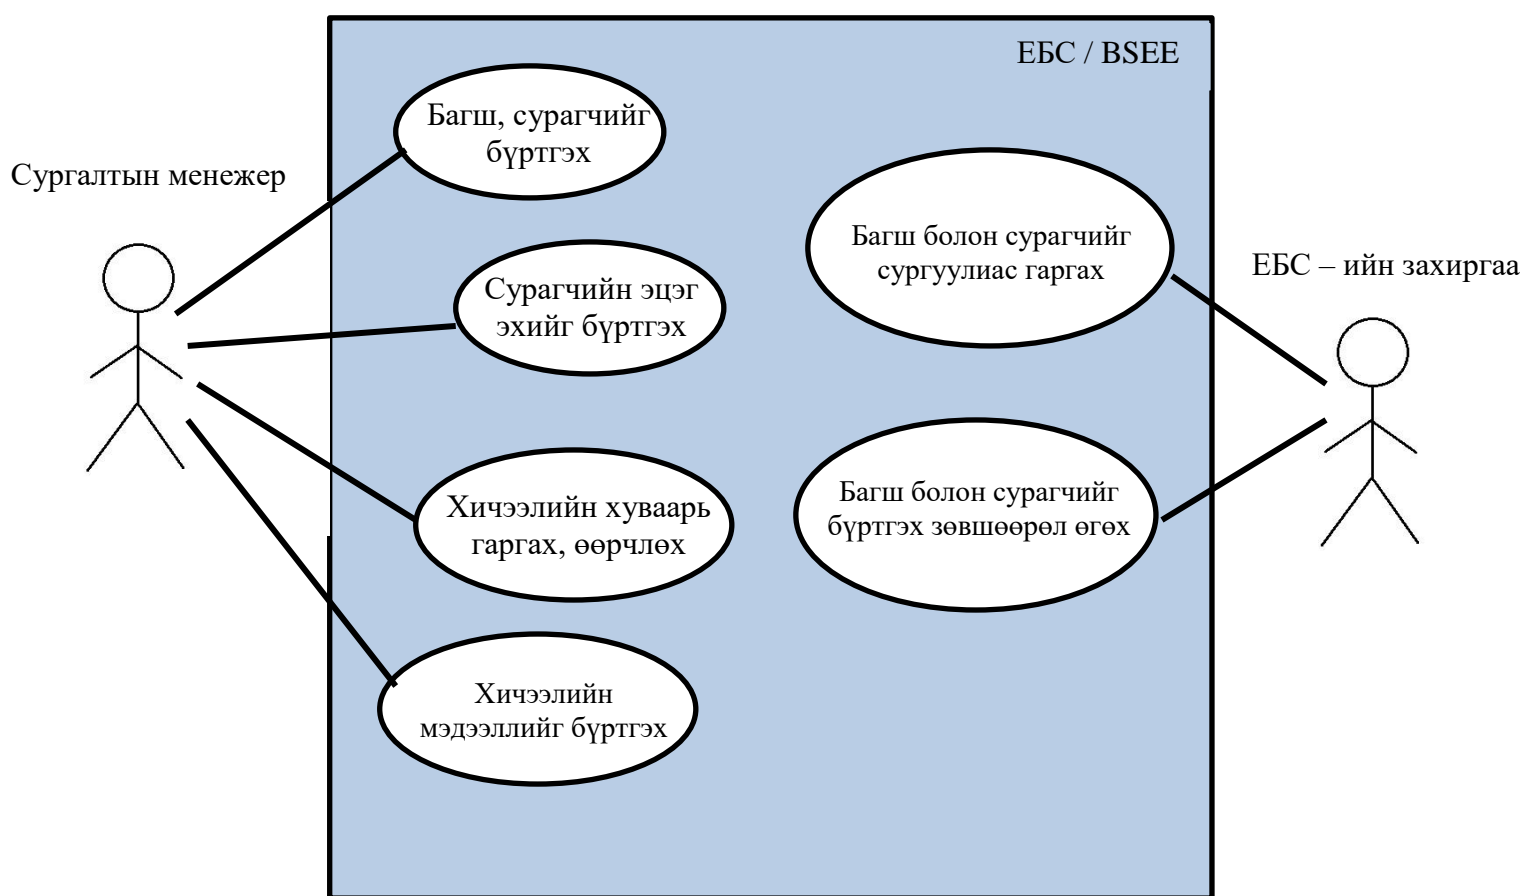 ЕБС / BSEE
Багш, сурагчийг
бүртгэх
Сургалтын менежер
Багш болон сурагчийг
сургуулиас гаргах
ЕБС – ийн захиргаа
Сурагчийн эцэг
эхийг бүртгэх
Багш болон сурагчийг
бүртгэх зөвшөөрөл өгөх
Хичээлийн хуваарь
гаргах, өөрчлөх
Хичээлийн
мэдээллийг бүртгэх